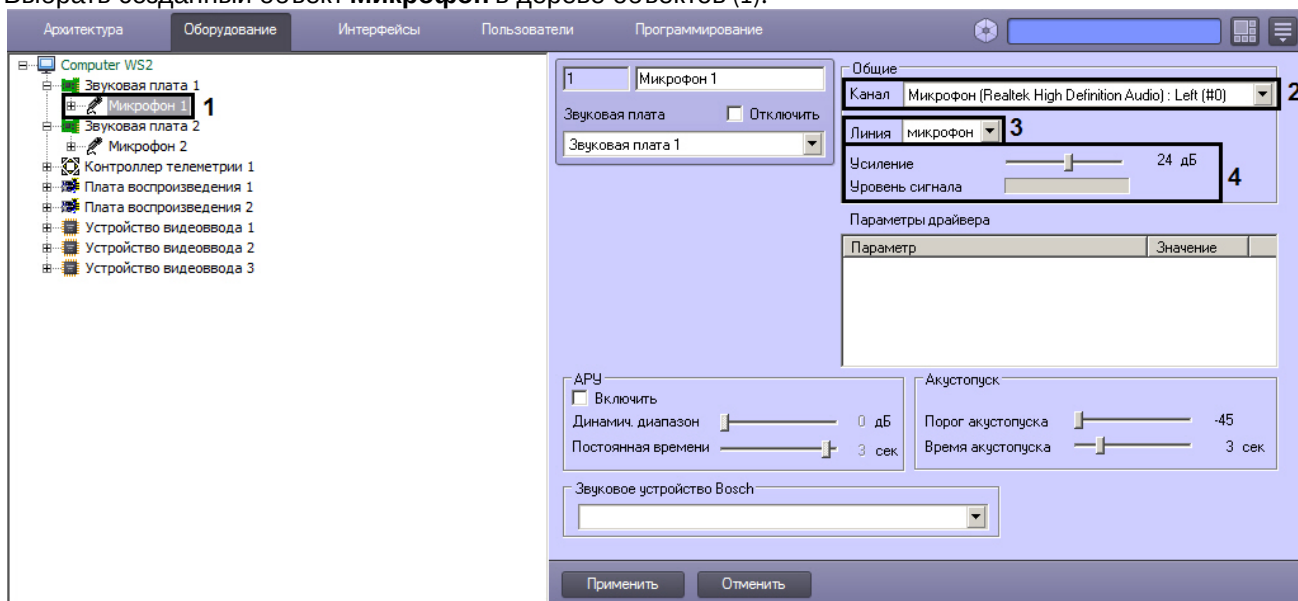 Выбрать созданный объект Микрофон в дерево объектов (1).
Архитектура Оборудование Интерфейсы Пользователи Программирование
Computer WS2
Звуковая плата 1
Микрофон 1 1
Звуковая плата 2
Микрофон 2
Контроллер телеметрии 1
Плата воспроизведения 1
Плата воспроизведения 2
Устройство видеоввода 1
Устройство видеоввода 2
Устройство видеоввода 3
1 Микрофон 1
Звуковая плата Отключить
Звуковая плата 1
Общие
Канал Микрофон (Realtek High Definition Audio) : Left (#0) 2
Линия микрофон 3
Усиление 24 дБ
Уровень сигнала 4
Параметры драйвера
Параметр Значение
АРУ
Включить
Динамич. диапазон 0 дБ
Постоянная времени 3 сек
Акустопуск
Порог акустопуска -45
Время акустопуска 3 сек
Звуковое устройство Bosch
Применить Отменить